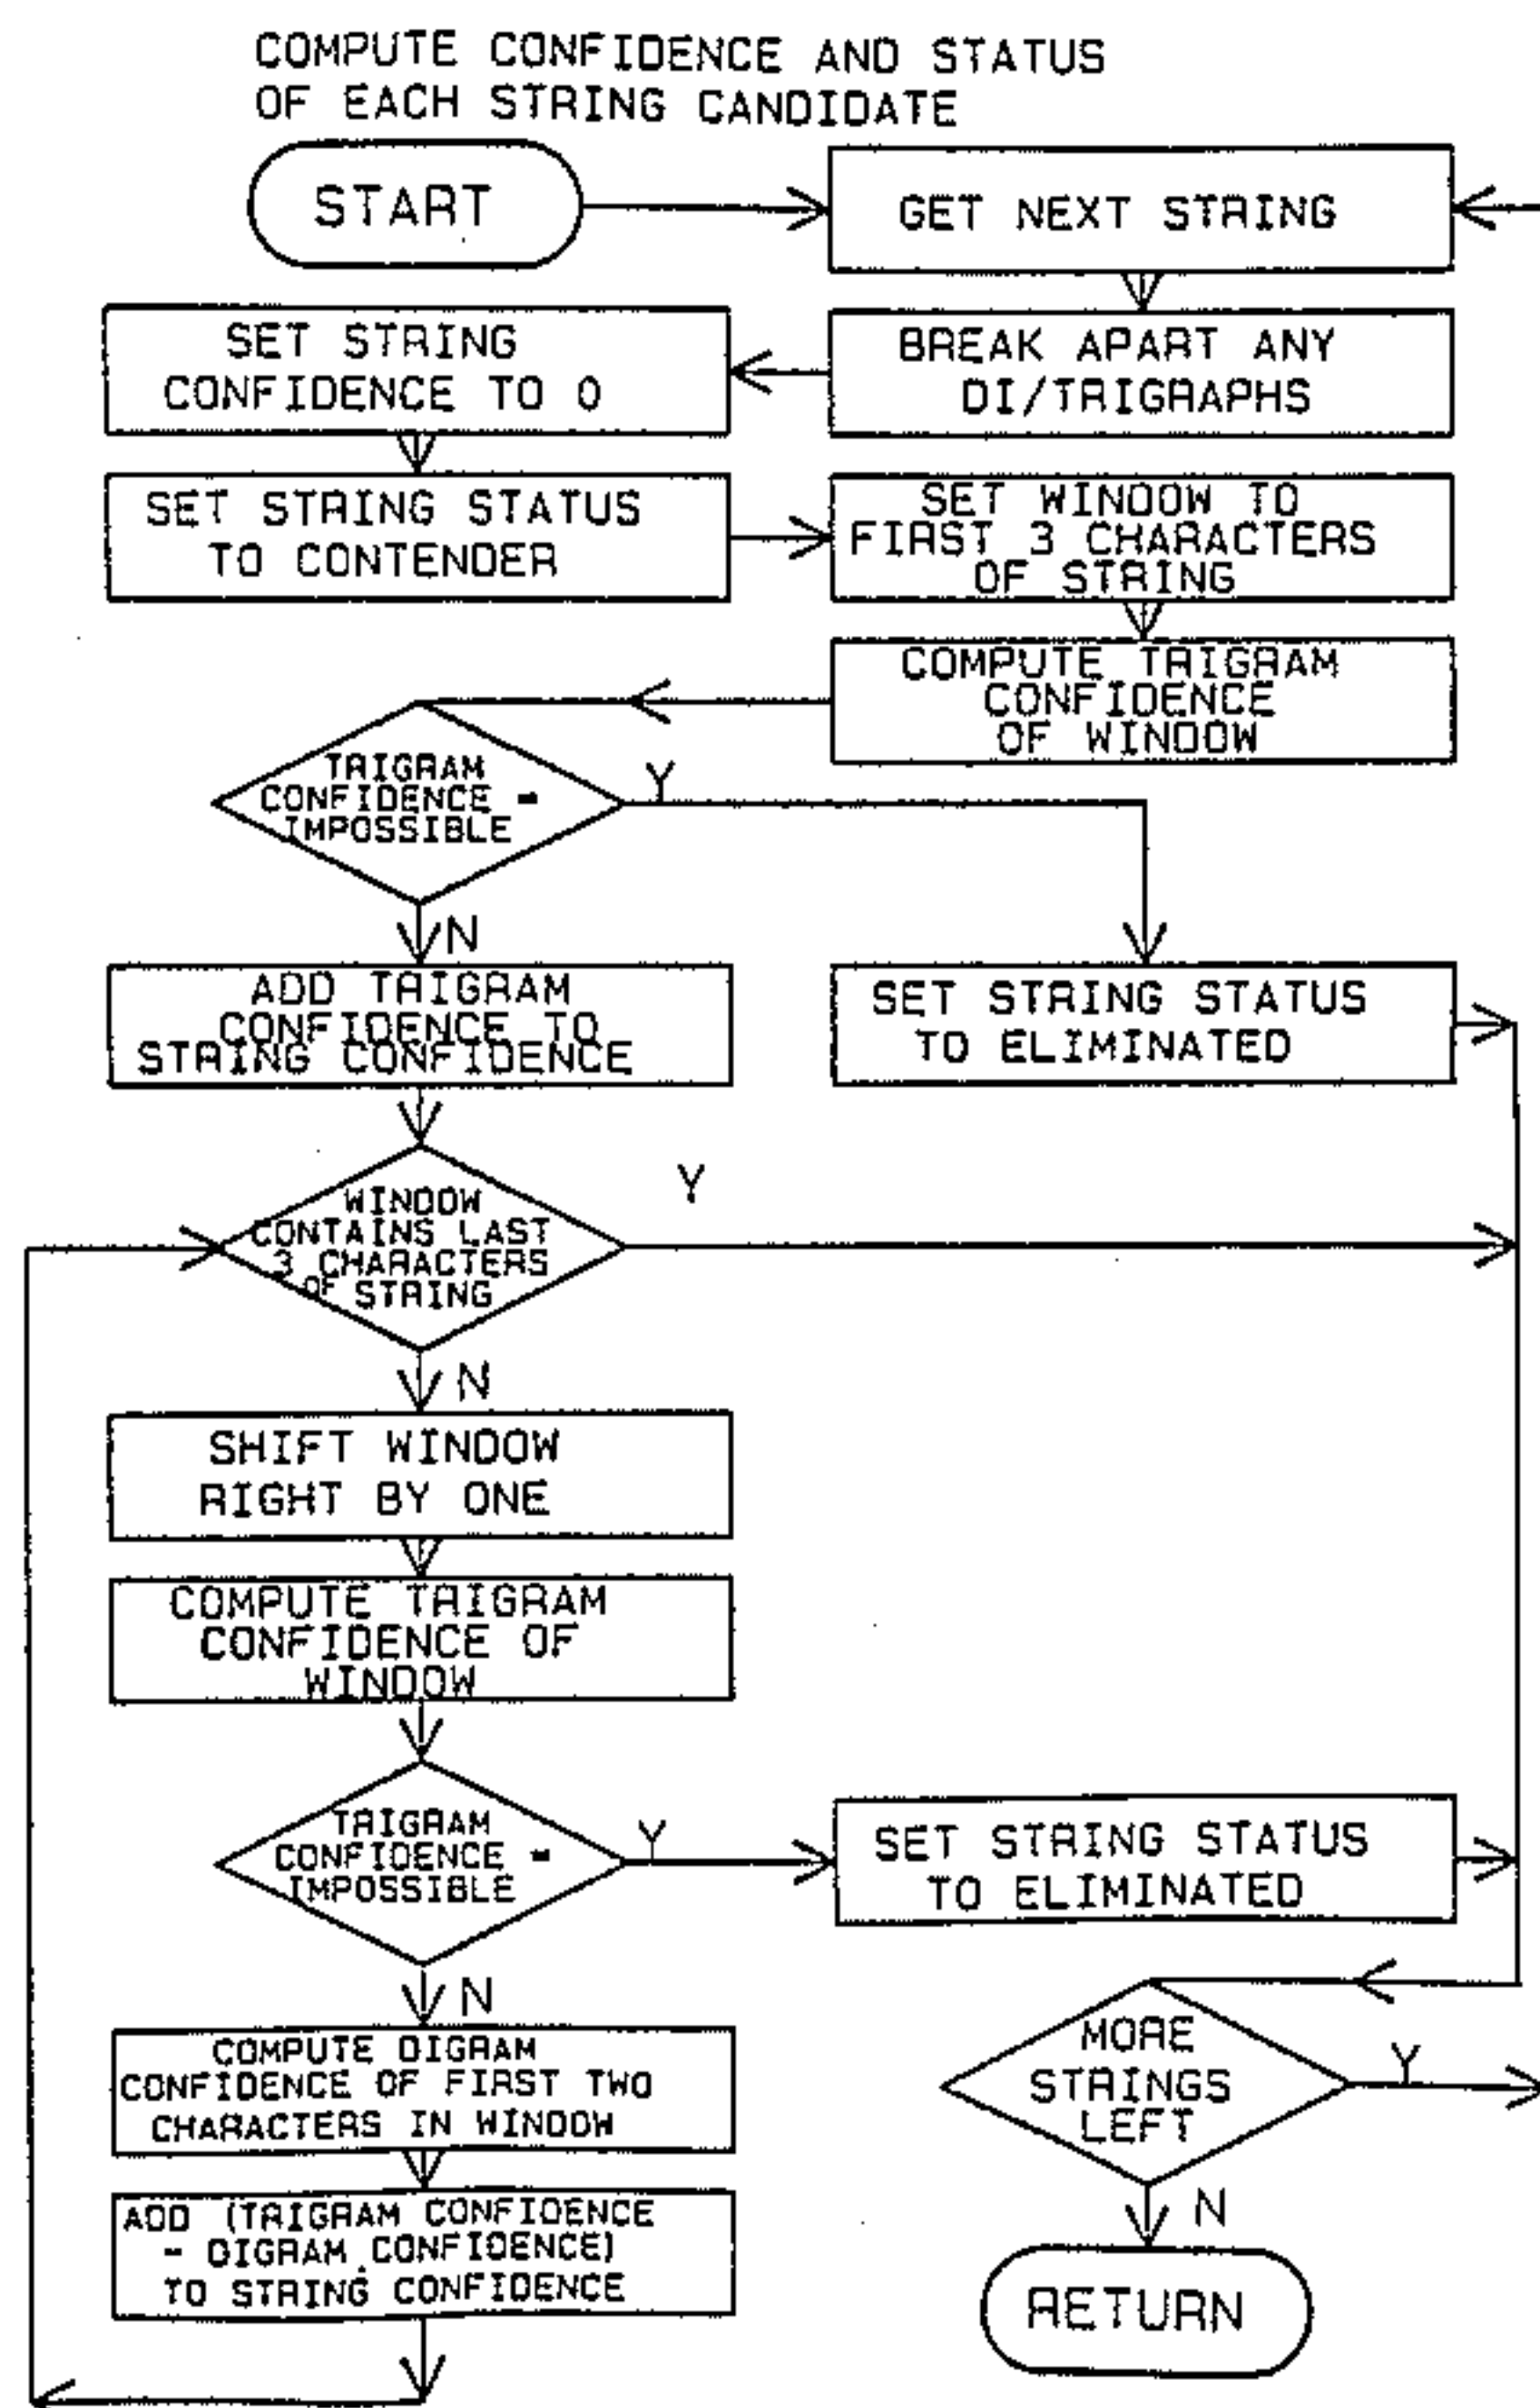 COMPUTE CONFIDENCE AND STATUS
OF EACH STRING CANDIDATE
START
GET NEXT STRING
BREAK APART ANY
DI/TRIGRAPHS
SET STRING
CONFIDENCE TO 0
SET STRING STATUS
TO CONTENDER
SET WINDOW TO
FIRST 3 CHARACTERS
OF STRING
COMPUTE TRIGRAM
CONFIDENCE
OF WINDOW
TRIGRAM
CONFIDENCE =
IMPOSSIBLE
Y
N
ADD TRIGRAM
CONFIDENCE TO
STRING CONFIDENCE
SET STRING STATUS
TO ELIMINATED
WINDOW
CONTAINS LAST
3 CHARACTERS
OF STRING
Y
N
SHIFT WINDOW
RIGHT BY ONE
COMPUTE TRIGRAM
CONFIDENCE OF
WINDOW
TRIGRAM
CONFIDENCE =
IMPOSSIBLE
Y
SET STRING STATUS
TO ELIMINATED
N
COMPUTE DIGRAM
CONFIDENCE OF FIRST TWO
CHARACTERS IN WINDOW
ADD (TRIGRAM CONFIDENCE
- DIGRAM CONFIDENCE)
TO STRING CONFIDENCE
MORE
STRINGS
LEFT
Y
N
RETURN